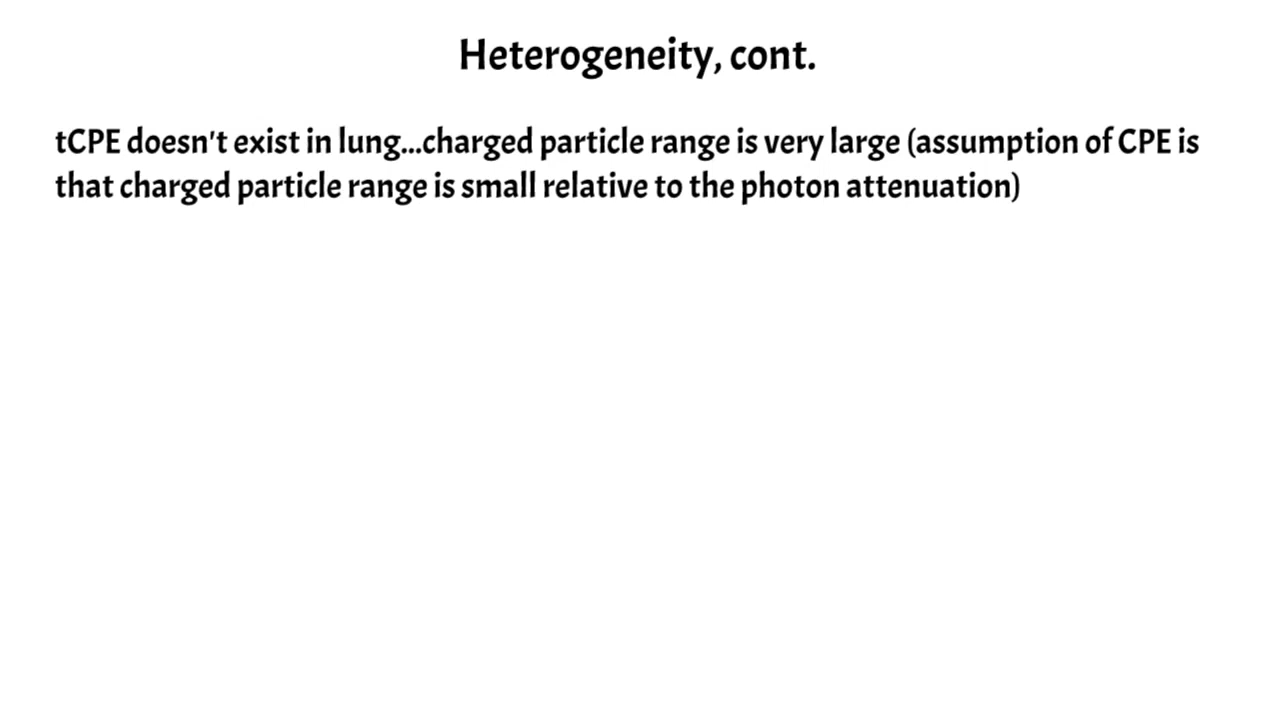 Heterogeneity, cont.
tCPE doesn't exist in lung...charged particle range is very large (assumption of CPE is
that charged particle range is small relative to the photon attenuation)